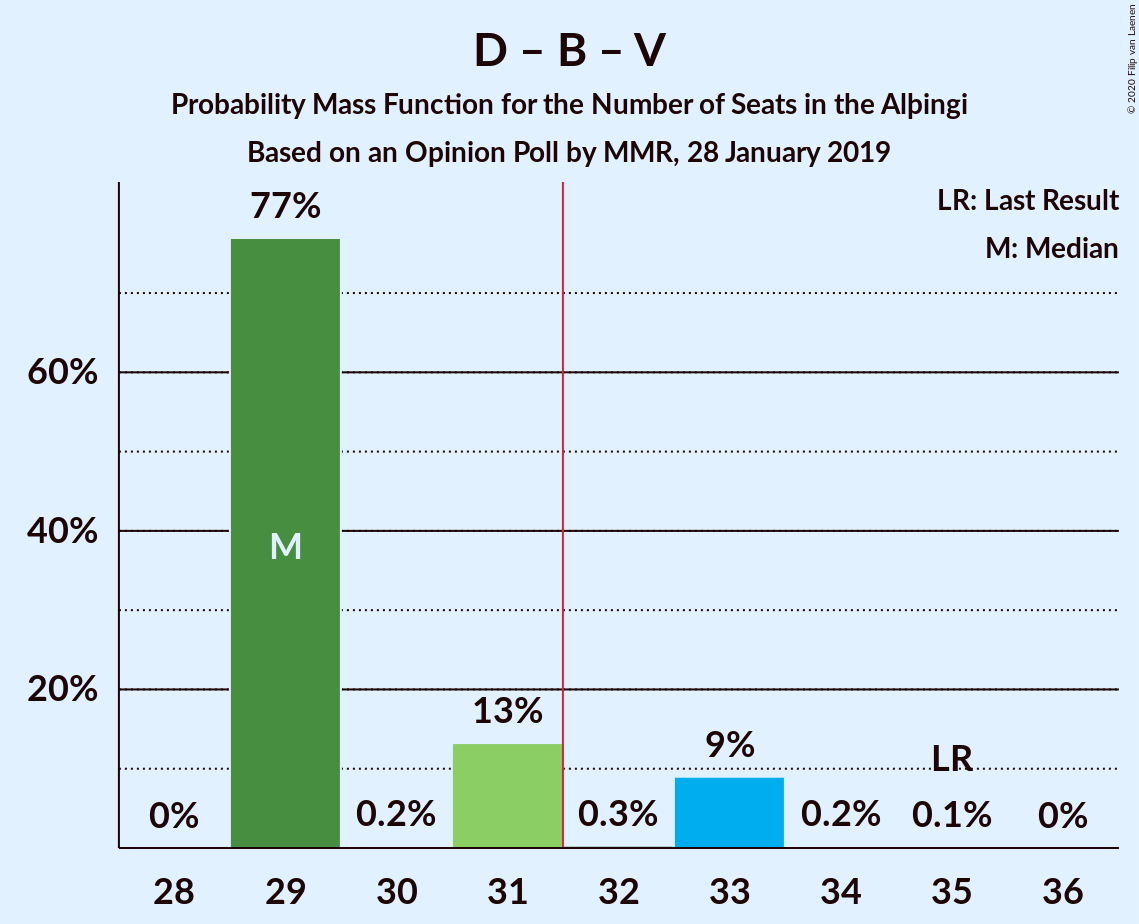 D – B – V
Probability Mass Function for the Number of Seats in the Alþingi
Based on an Opinion Poll by MMR, 28 January 2019
© 2020 Filip van Laenen
LR: Last Result
M: Median
77%
60%
M
40%
20%
13%
9%
LR
0%
0.2%
0.3%
0.2%
0.1%
0%
28 29 30 31 32 33 34 35 36